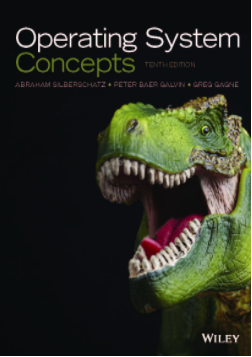 Operating System
Concepts TENTH EDITION
ABRAHAM SILBERSCHATZ • PETER BAER GALVIN • GREG GAGNE
WILEY